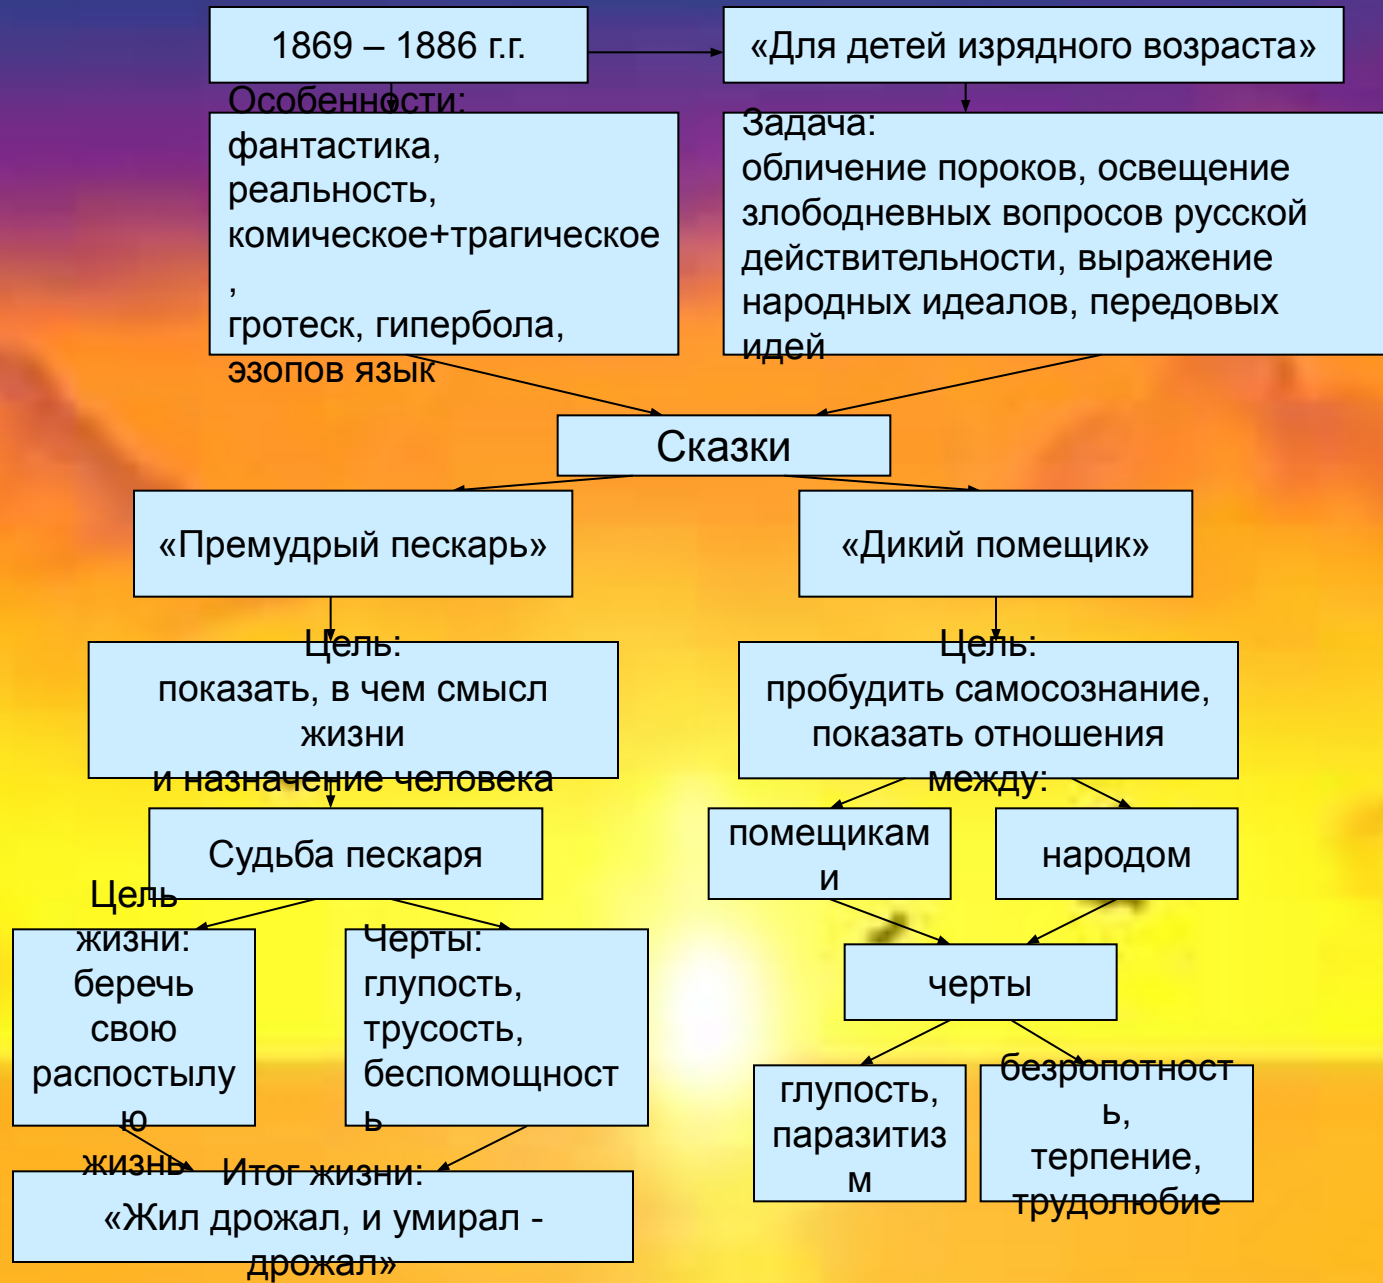 1869 – 1886 г.г.
«Для детей изрядного возраста»
Особенности:
фантастика,
реальность,
комическое+трагическое
,
гротеск, гипербола,
эзопов язык
Задача:
обличение пороков, освещение
злободневных вопросов русской
действительности, выражение
народных идеалов, передовых
идей
Сказки
«Премудрый пескарь»
«Дикий помещик»
Цель:
показать, в чем смысл
жизни
и назначение человека
Цель:
пробудить самосознание,
показать отношения
между:
Судьба пескаря
помещикам
и
народом
Цель
жизни:
беречь
свою
распостылу
ю
жизнь
Черты:
глупость,
трусость,
беспомощност
ь
черты
глупость,
паразитиз
м
безропотност
ь,
терпение,
трудолюбие
Итог жизни:
«Жил дрожал, и умирал -
дрожал»